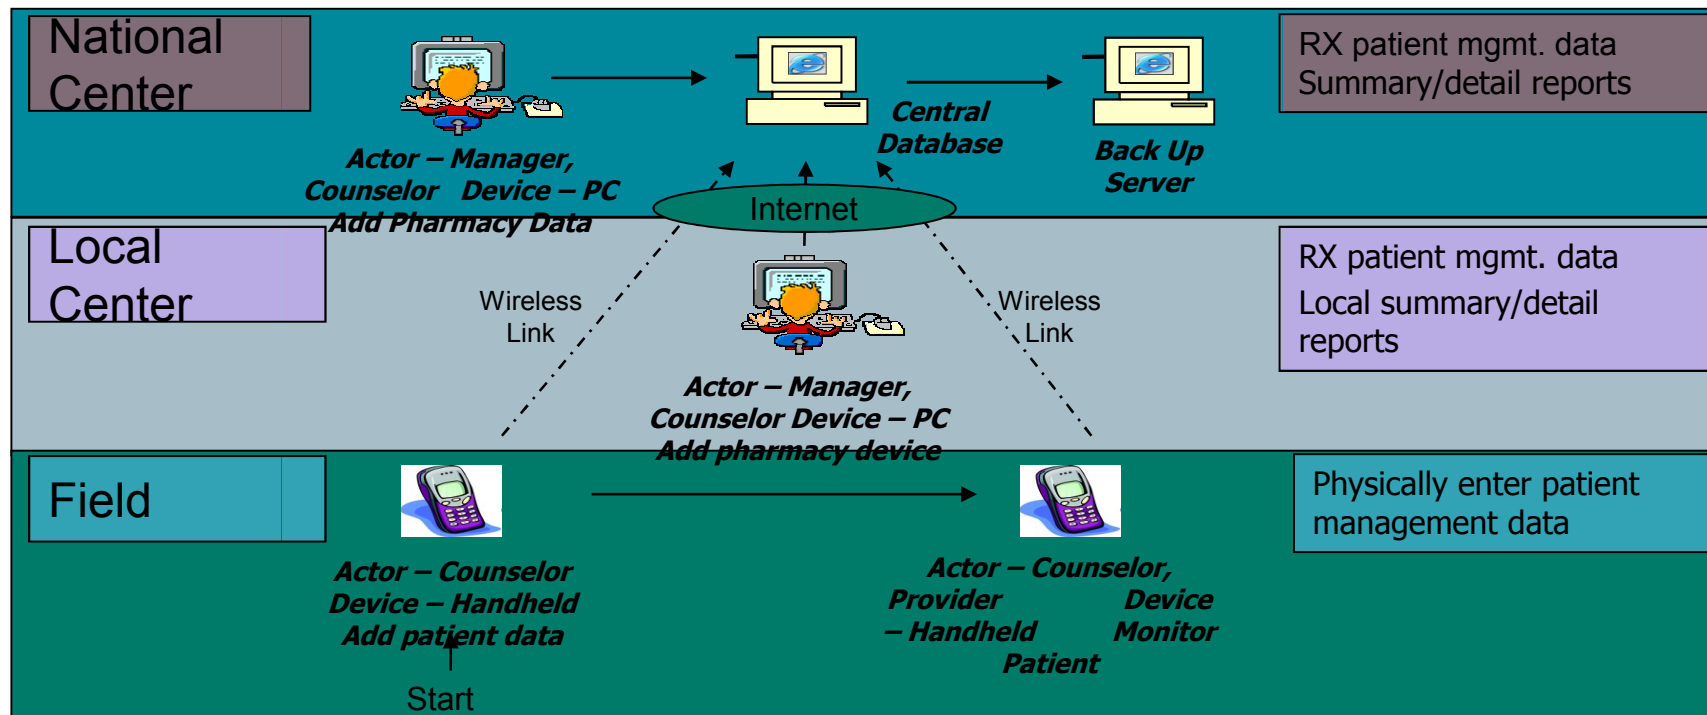 National
Center
Actor – Manager,
Counselor Device – PC
Add Pharmacy Data
Central
Database
Back Up
Server
RX patient mgmt. data
Summary/detail reports
Internet
Local
Center
Wireless
Link
Actor – Manager,
Counselor Device – PC
Add pharmacy device
Wireless
Link
RX patient mgmt. data
Local summary/detail
reports
Field
Actor – Counselor
Device – Handheld
Add patient data
Start
Actor – Counselor,
Provider Device
– Handheld Monitor
Patient
Physically enter patient
management data